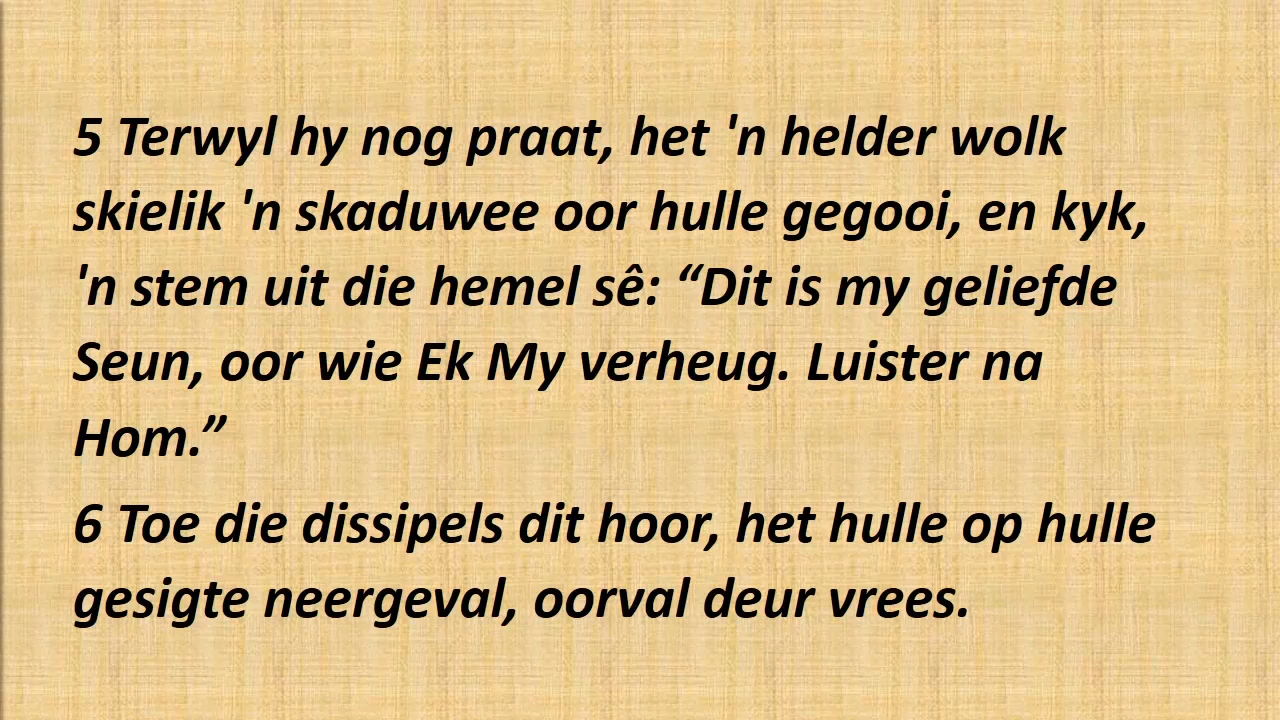 5 Terwyl hy nog praat, het 'n helder wolk
skielik 'n skaduwee oor hulle gegooi, en kyk,
'n stem uit die hemel sê: “Dit is my geliefde
Seun, oor wie Ek My verheug. Luister na
Hom.”
6 Toe die dissipels dit hoor, het hulle op hulle
gesigte neergeval, oorval deur vrees.